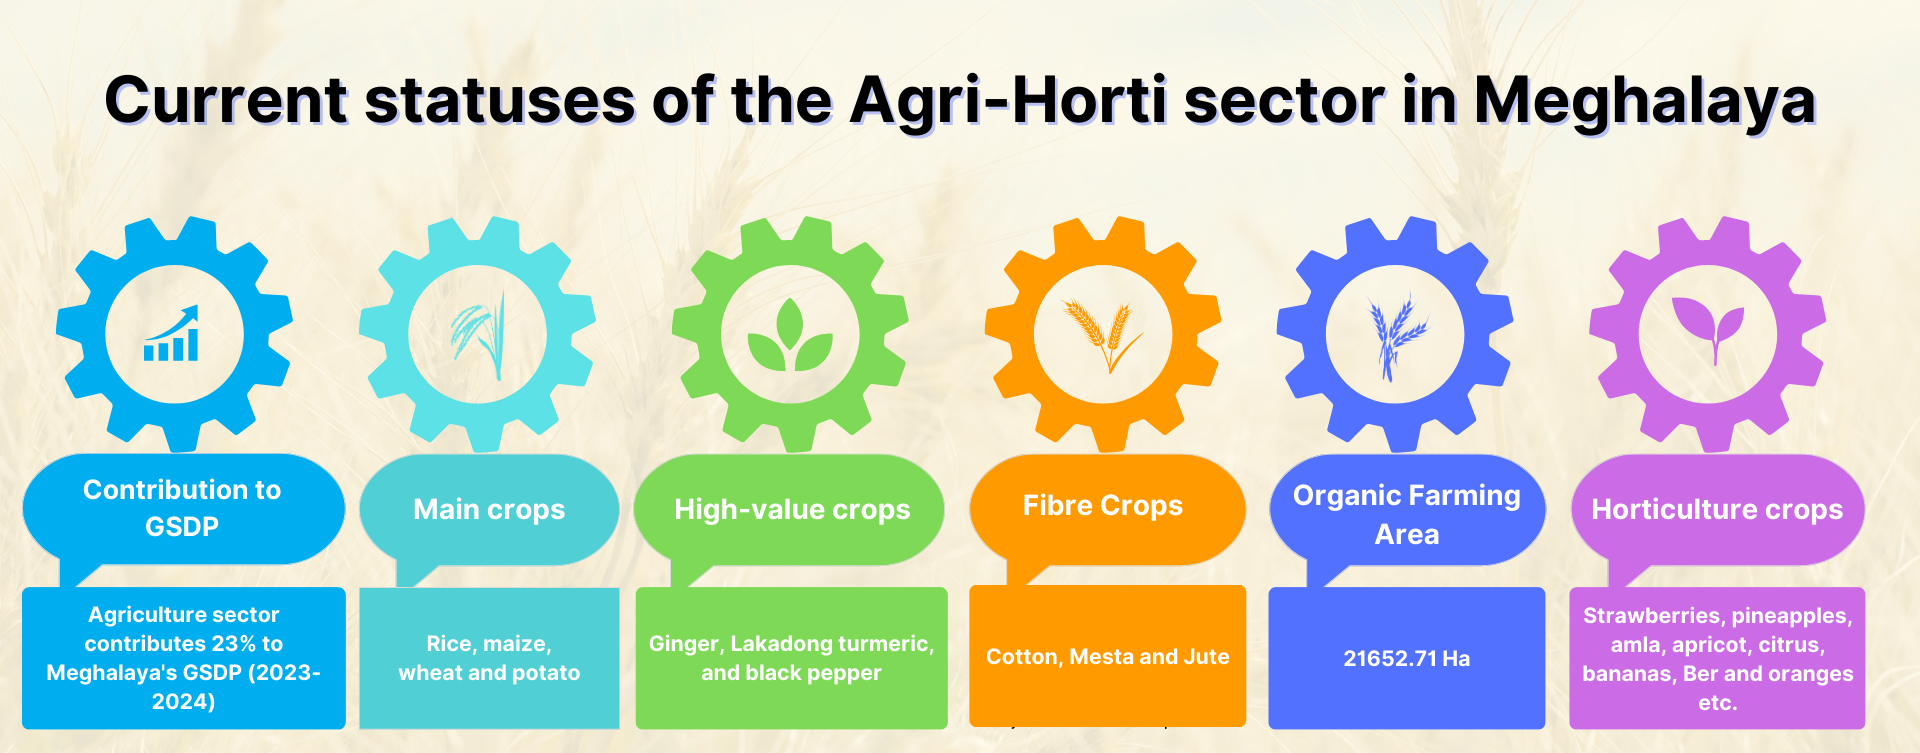 Current statuses of the Agri-Horti sector in Meghalaya
Contribution to
GSDP
Agriculture sector
contributes 23% to
Meghalaya's GSDP (2023-
2024)
Main crops
Rice, maize,
wheat and potato
High-value crops
Ginger, Lakadong turmeric,
and black pepper
Fibre Crops
Cotton, Mesta and Jute
Organic Farming
Area
21652.71 Ha
Horticulture crops
Strawberries, pineapples,
amla, apricot, citrus,
bananas, Ber and oranges
etc.